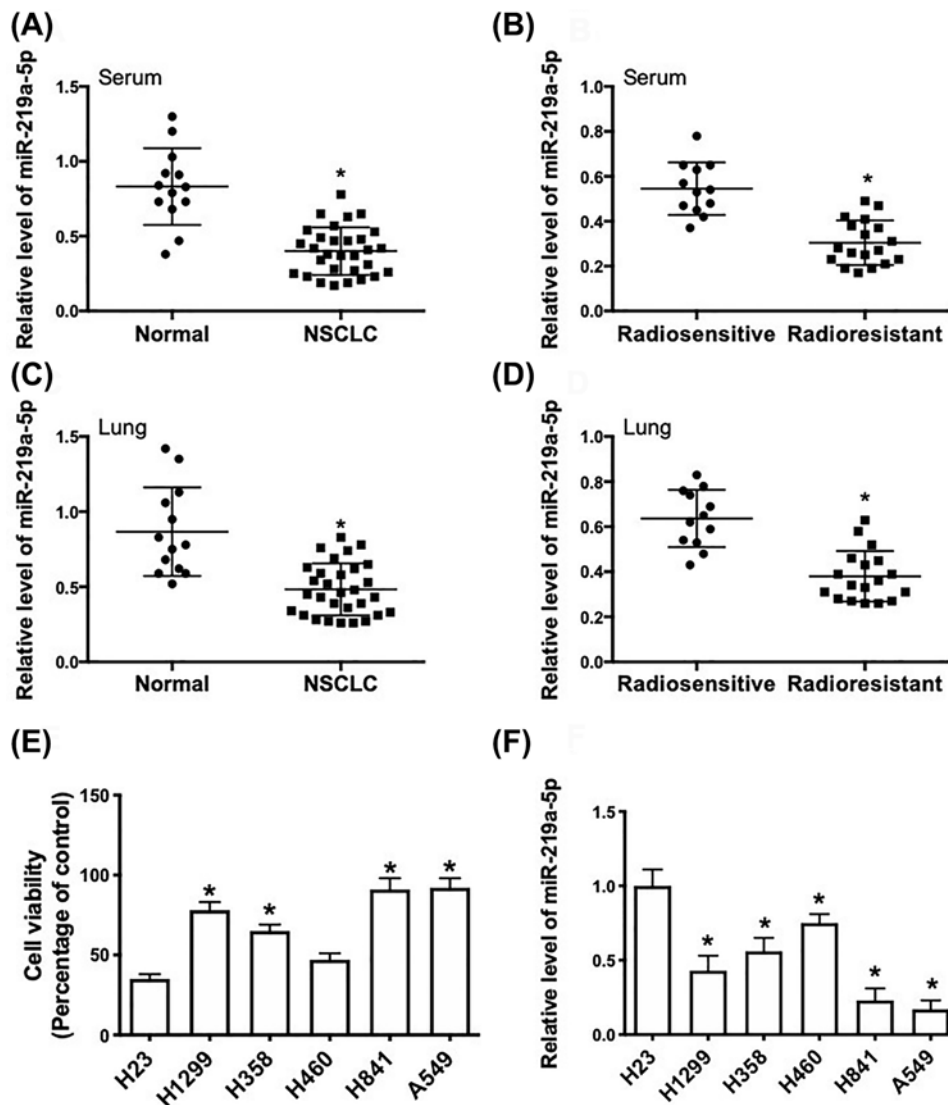 (A)
Relative level of miR-219a-5p
Serum
1.5
1.0
0.5
0.0
*
Normal NSCLC
(B)
Relative level of miR-219a-5p
Serum
1.0
0.8
0.6
0.4
0.2
0.0
*
Radiosensitive Radioresistant
(C)
Relative level of miR-219a-5p
Lung
1.5
1.0
0.5
0.0
*
Normal NSCLC
(D)
Relative level of miR-219a-5p
Lung
1.0
0.8
0.6
0.4
0.2
0.0
*
Radiosensitive Radioresistant
(E)
Cell viability
(Percentage of control)
150
100
50
0
* * * *
H23 H1299 H358 H460 H841 A549
(F)
Relative level of miR-219a-5p
1.5
1.0
0.5
0.0
* * * * *
H23 H1299 H358 H460 H841 A549